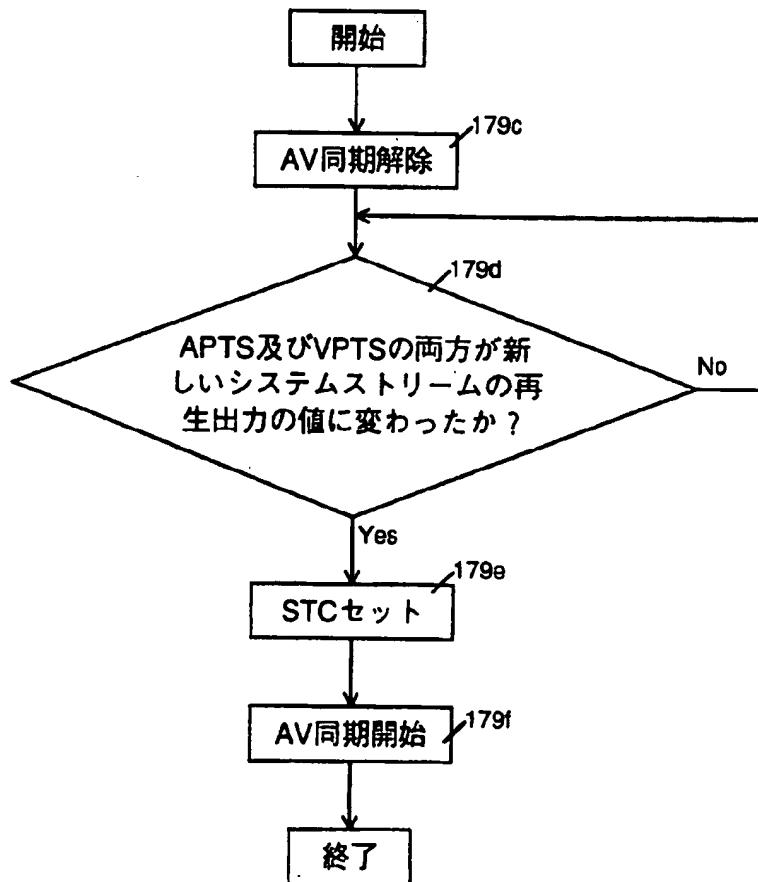 開始
179c
AV同期解除
179d
APTS及びVPTSの両方が新
しいシステムストリームの再
生出力の値に変わったか？
No
Yes
179e
STCセット
179f
AV同期開始
終了